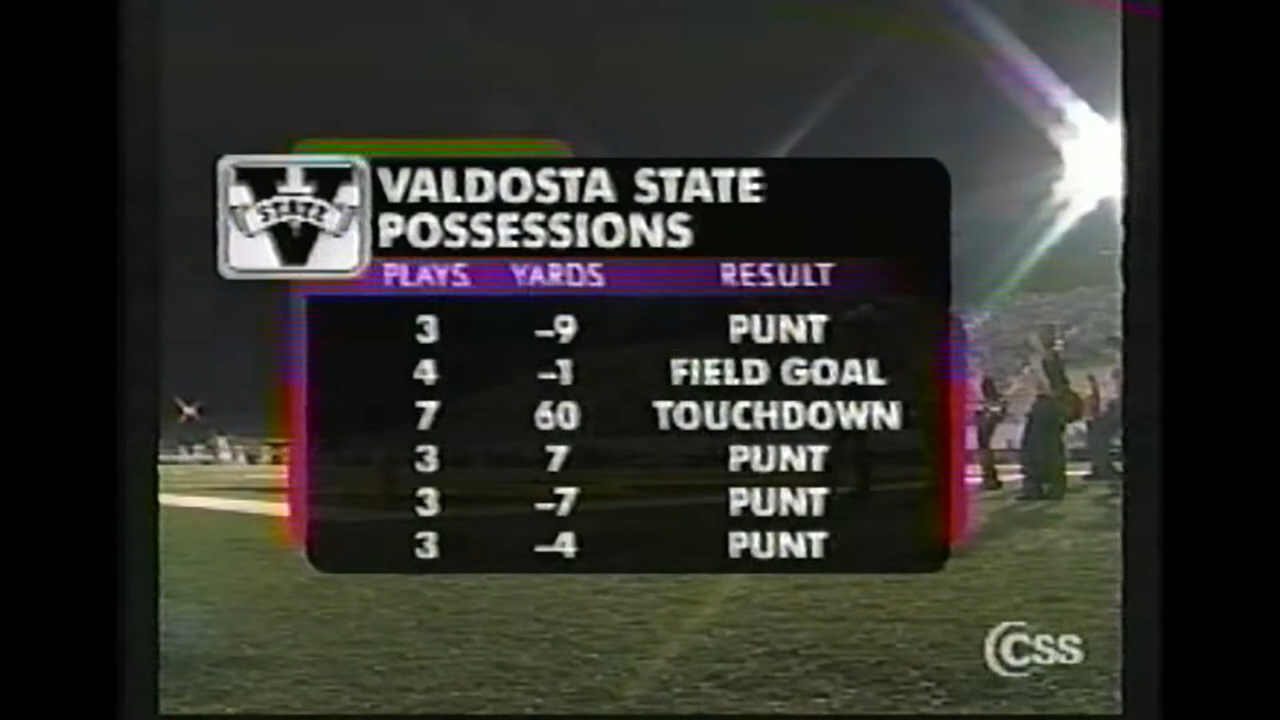 V
STATE
VALDOSTA STATE
POSSESSIONS
PLAYS YARDS RESULT
3 -9 PUNT
4 -1 FIELD GOAL
7 60 TOUCHDOWN
3 7 PUNT
3 -7 PUNT
3 -4 PUNT
CSS